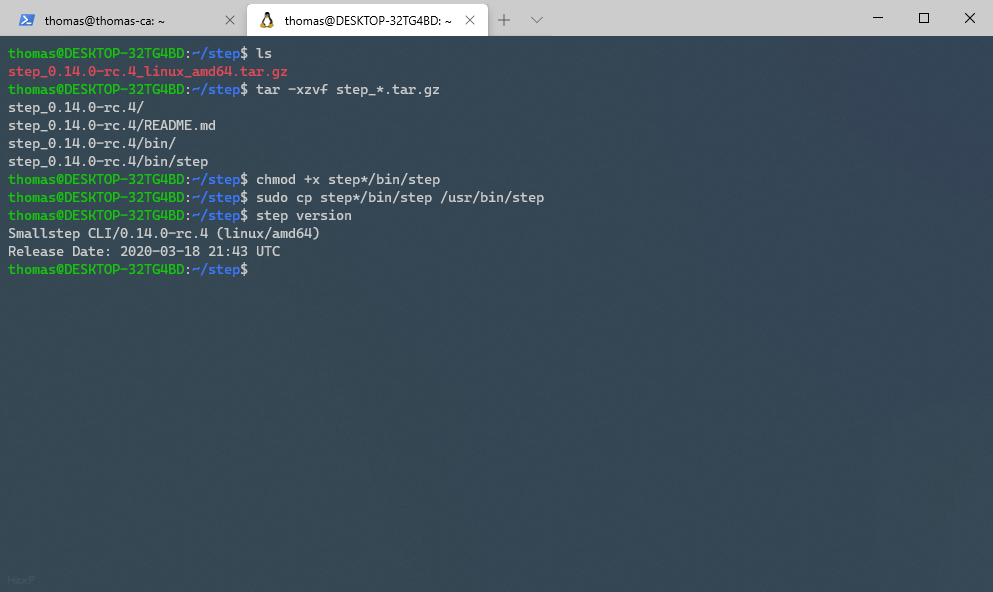 thomas@thomas-ca: ~
thomas@DESKTOP-32TG4BD: ~
thomas@DESKTOP-32TG4BD:~/step$ ls
step_0.14.0-rc.4_linux_amd64.tar.gz
thomas@DESKTOP-32TG4BD:~/step$ tar -xzvf step_*.tar.gz
step_0.14.0-rc.4/
step_0.14.0-rc.4/README.md
step_0.14.0-rc.4/bin/
step_0.14.0-rc.4/bin/step
thomas@DESKTOP-32TG4BD:~/step$ chmod +x step*/bin/step
thomas@DESKTOP-32TG4BD:~/step$ sudo cp step*/bin/step /usr/bin/step
thomas@DESKTOP-32TG4BD:~/step$ step version
Smallstep CLI/0.14.0-rc.4 (linux/amd64)
Release Date: 2020-03-18 21:43 UTC
thomas@DESKTOP-32TG4BD:~/step$